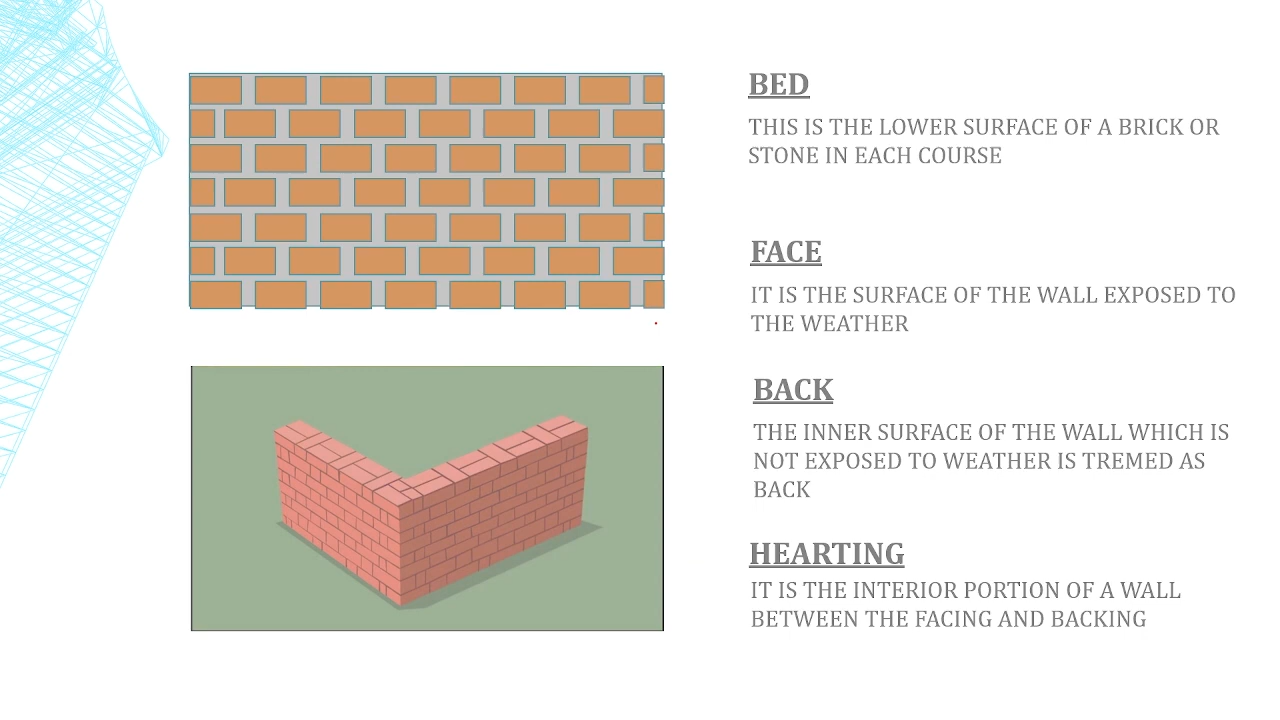 BED
THIS IS THE LOWER SURFACE OF A BRICK OR
STONE IN EACH COURSE
FACE
IT IS THE SURFACE OF THE WALL EXPOSED TO
THE WEATHER
BACK
THE INNER SURFACE OF THE WALL WHICH IS
NOT EXPOSED TO WEATHER IS TREMED AS
BACK
HEARTING
IT IS THE INTERIOR PORTION OF A WALL
BETWEEN THE FACING AND BACKING